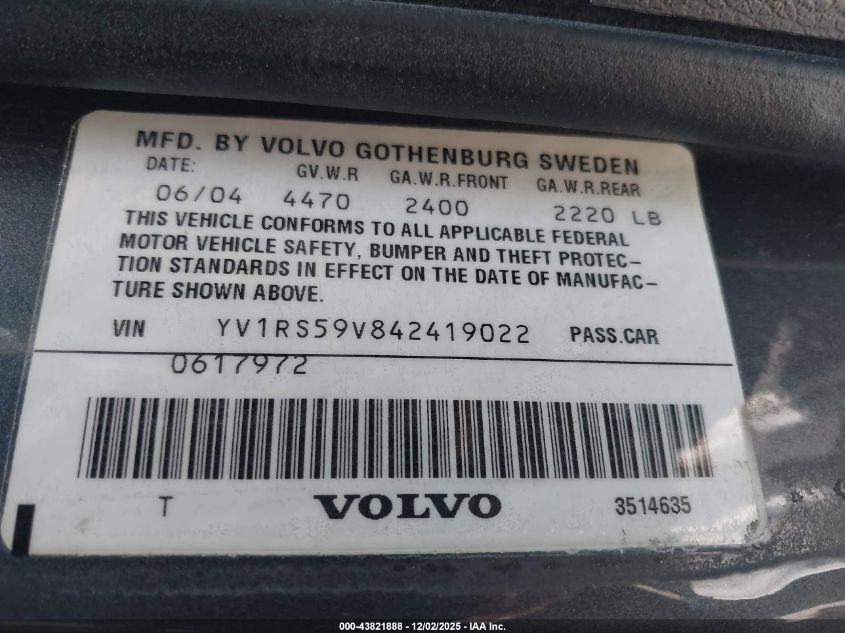 MFD. BY VOLVO GOTHENBURG SWEDEN
DATE: GV.W.R GA.W.R.FRONT GA.W.R.REAR
06/04 4470 2400 2220 LB
THIS VEHICLE CONFORMS TO ALL APPLICABLE FEDERAL
MOTOR VEHICLE SAFETY, BUMPER AND THEFT PROTEC-
TION STANDARDS IN EFFECT ON THE DATE OF MANUFAC-
TURE SHOWN ABOVE.
VIN YV1RS59V842419022 PASS.CAR
0617972
T VOLVO 3514635
000-43821888 - 12/02/2025 - IAA Inc.